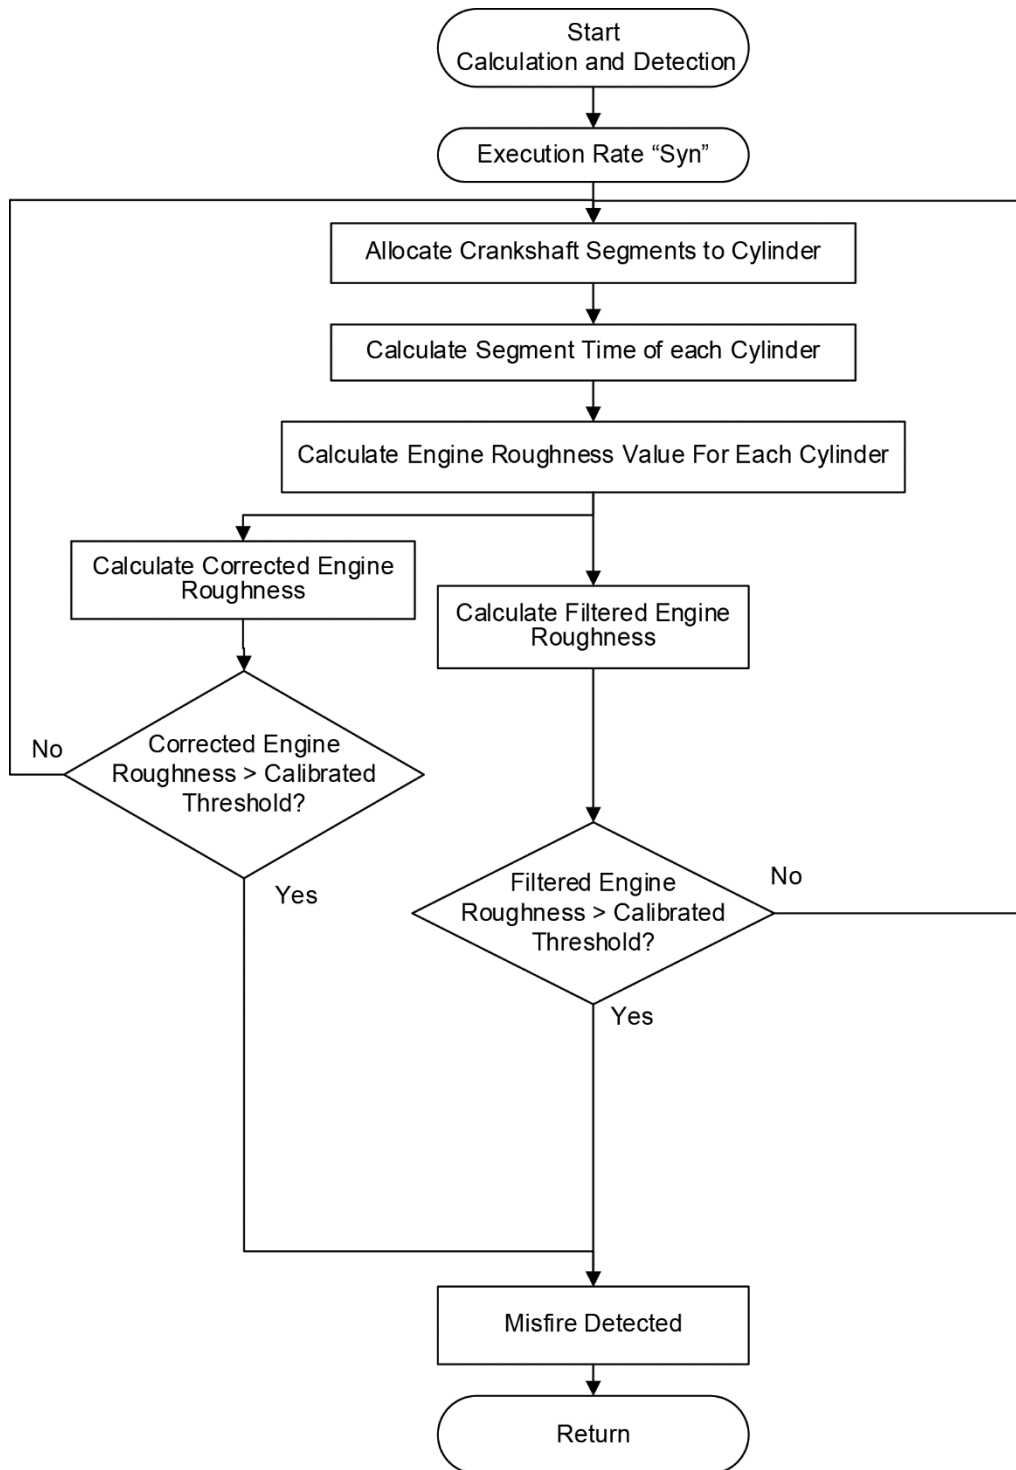 Start
Calculation and Detection
Execution Rate “Syn”
Allocate Crankshaft Segments to Cylinder
Calculate Segment Time of each Cylinder
Calculate Engine Roughness Value For Each Cylinder
Calculate Corrected Engine
Roughness
Calculate Filtered Engine
Roughness
No
Corrected Engine
Roughness > Calibrated
Threshold?
Yes
Filtered Engine
Roughness > Calibrated
Threshold?
No
Yes
Misfire Detected
Return